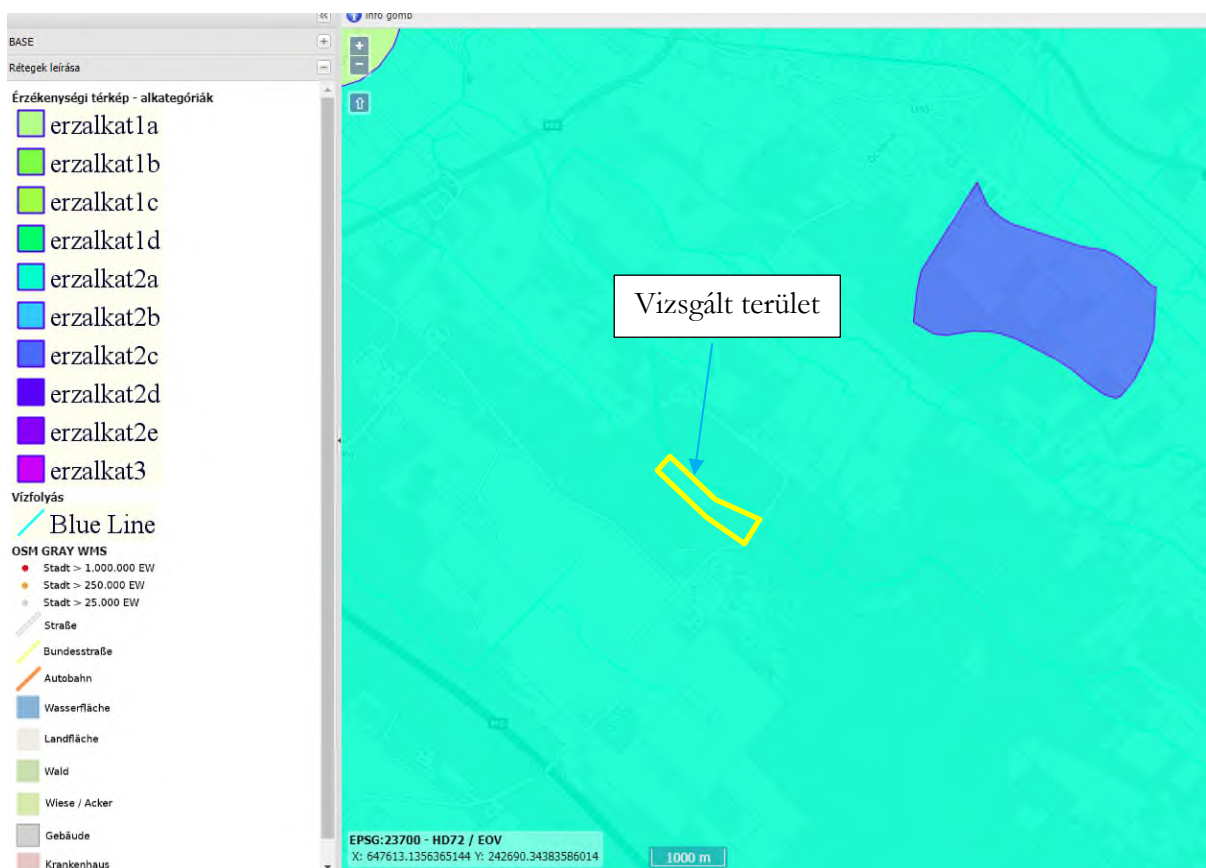 Info gomb
BASE
Rétegek leírása
Érzékenységi térkép - alkategóriák
erzalkat1a
erzalkat1b
erzalkat1c
erzalkat1d
erzalkat2a
erzalkat2b
erzalkat2c
erzalkat2d
erzalkat2e
erzalkat3
Vízfolyás
Blue Line
OSM GRAY WMS
Stadt > 1.000.000 EW
Stadt > 250.000 EW
Stadt > 25.000 EW
Straße
Bundesstraße
Autobahn
Wasserfläche
Landfläche
Wald
Wiese / Acker
Gebäude
Krankenhaus
Vizsgált terület
EPSG:23700 - HD72 / EOV
X: 647613.1356365144 Y: 242690.34383586014
1000 m